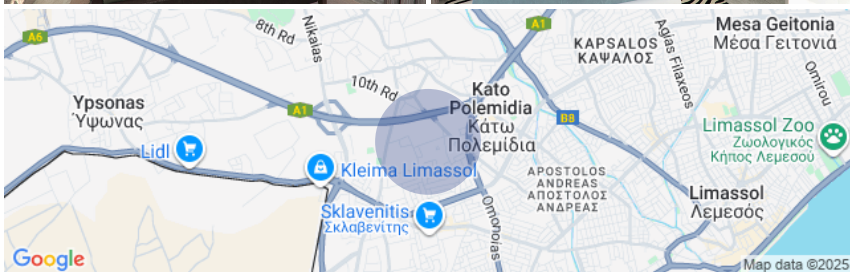 A6
8th Rd
Nikaias
A1
KAPSALOS
ΚΑΨΑΛΟΣ
Agias Filaxeos
Mesa Geitonia
Μέσα Γειτονιά
Omirou
Ypsonas
Ύψωνας
A1
10th Rd
Kato
Polemidia
Κάτω
Πολεμίδια
B8
Limassol Zoo
Ζωολογικός
Κήπος Λεμεσού
Lidl
Kleima Limassol
APOSTOLOS
ANDREAS
ΑΠΟΣΤΟΛΟΣ
ΑΝΔΡΕΑΣ
Limassol
Λεμεσός
Sklavenitis
Σκλαβενίτης
Omonoias
Google
Map data ©2025